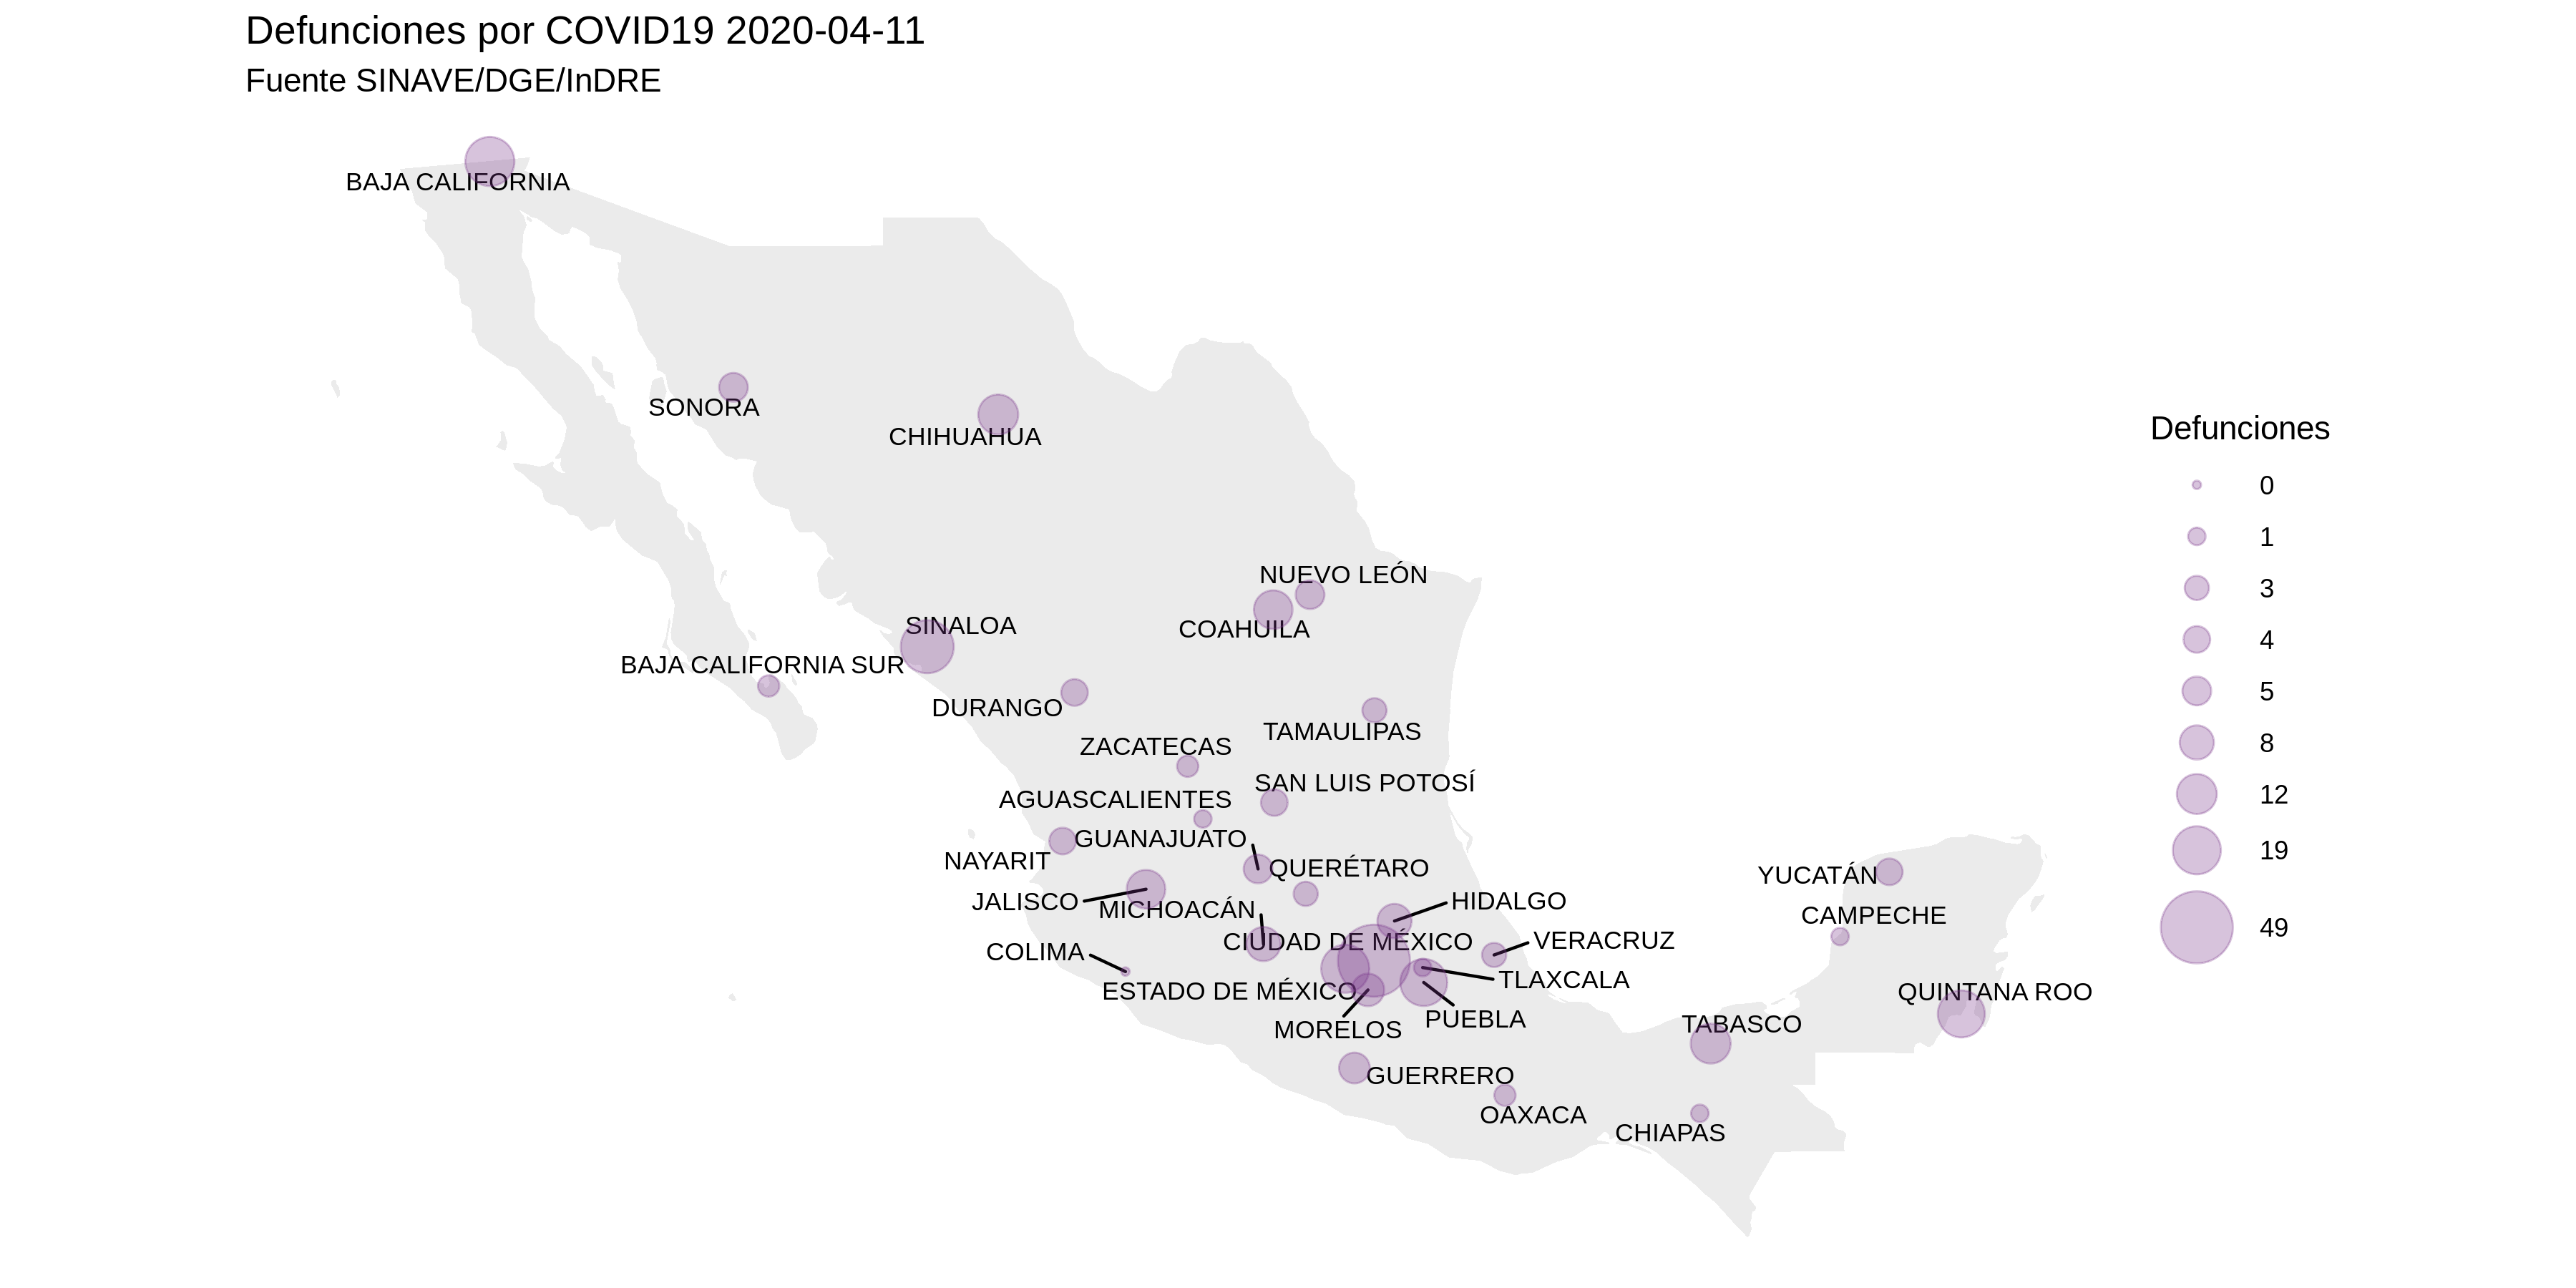 Defunciones por COVID19 2020-04-11
Fuente SINAVE/DGE/InDRE
BAJA CALIFORNIA
SONORA
CHIHUAHUA
NUEVO LEÓN
COAHUILA
SINALOA
BAJA CALIFORNIA SUR
DURANGO
TAMAULIPAS
ZACATECAS
SAN LUIS POTOSÍ
AGUASCALIENTES
GUANAJUATO
NAYARIT
QUERÉTARO
JALISCO
MICHOACÁN
HIDALGO
CIUDAD DE MÉXICO
VERACRUZ
COLIMA
TLAXCALA
ESTADO DE MÉXICO
PUEBLA
MORELOS
GUERRERO
OAXACA
CHIAPAS
TABASCO
YUCATÁN
CAMPECHE
QUINTANA ROO
Defunciones
0
1
3
4
5
8
12
19
49